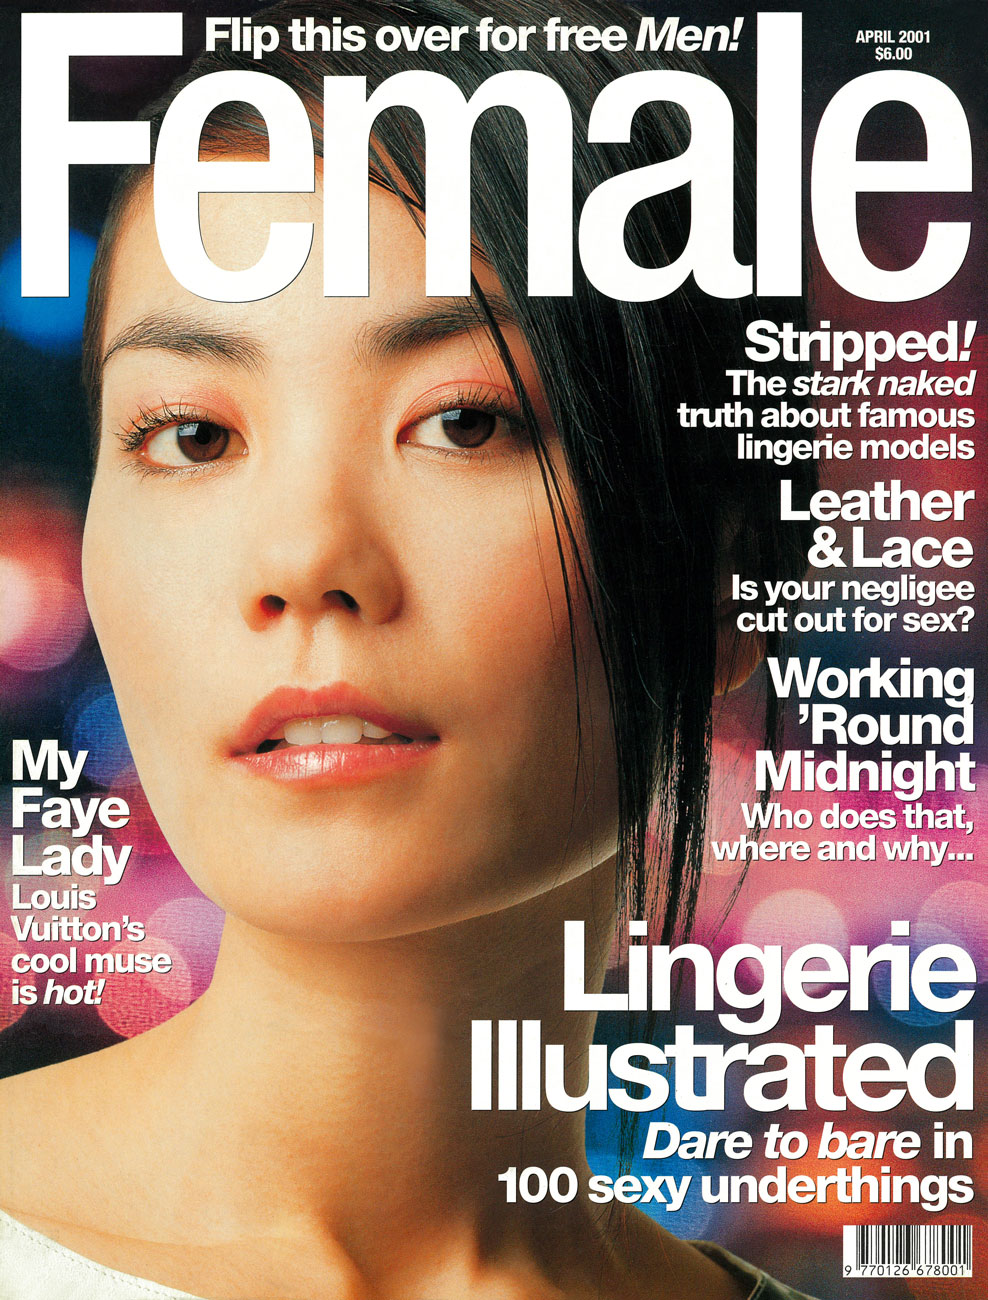 Flip this over for free Men!
APRIL 2001
$6.00
Female
Stripped!
The stark naked
truth about famous
lingerie models
Leather
& Lace
Is your negligee
cut out for sex?
Working
’Round
Midnight
Who does that,
where and why...
My
Faye
Lady
Louis
Vuitton’s
cool muse
is hot!
Lingerie
Illustrated
Dare to bare in
100 sexy underthings
9 770126 678001